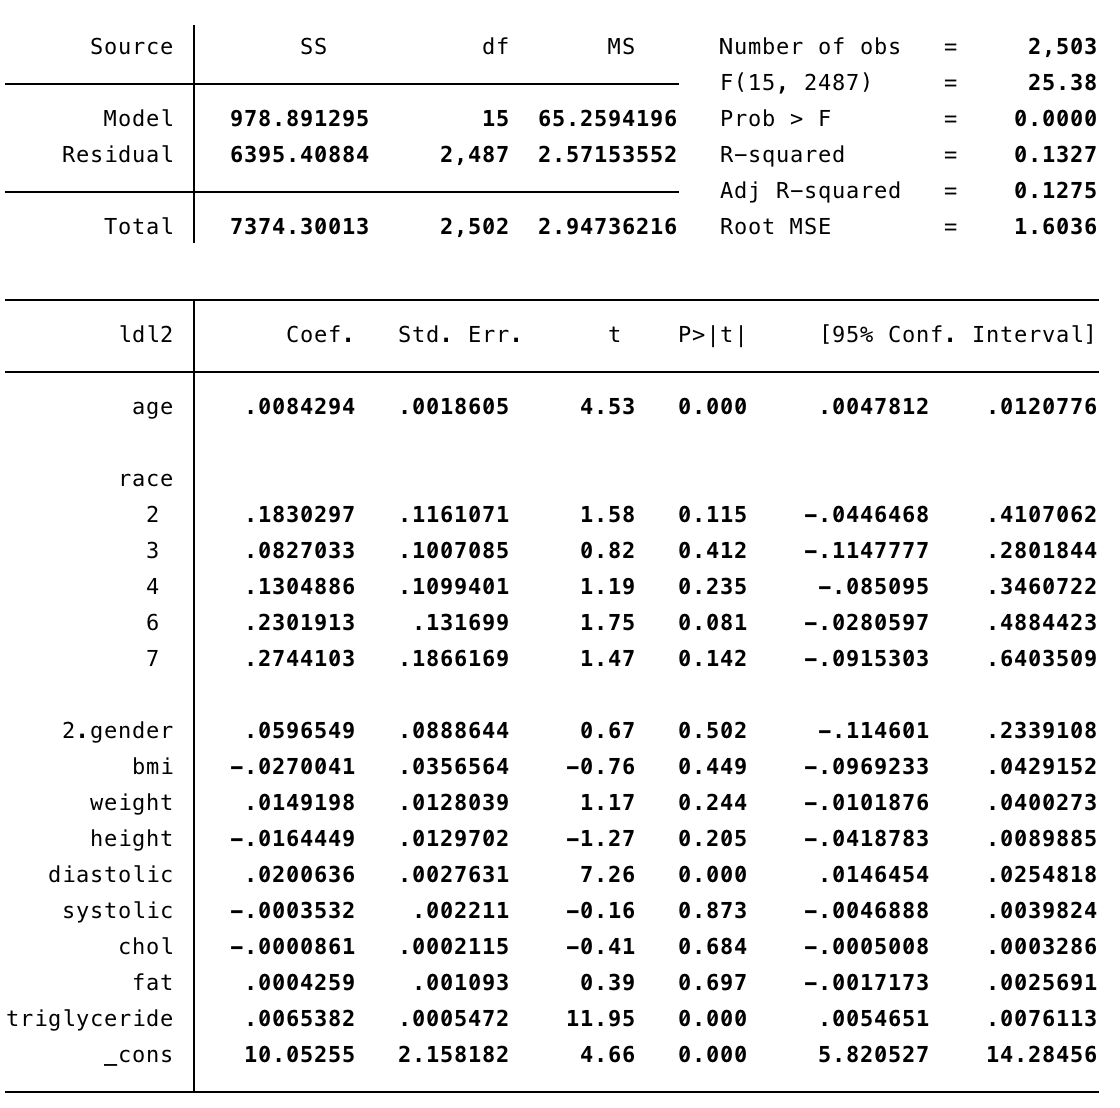 Source SS df MS Number of obs = 2,503
F(15, 2487) = 25.38
Model 978.891295 15 65.2594196 Prob > F = 0.0000
Residual 6395.40884 2,487 2.57153552 R-squared = 0.1327
Adj R-squared = 0.1275
Total 7374.30013 2,502 2.94736216 Root MSE = 1.6036
ldl2 Coef. Std. Err. t P>|t| [95% Conf. Interval]
age .0084294 .0018605 4.53 0.000 .0047812 .0120776
race
2 .1830297 .1161071 1.58 0.115 -.0446468 .4107062
3 .0827033 .1007085 0.82 0.412 -.1147777 .2801844
4 .1304886 .1099401 1.19 0.235 -.085095 .3460722
6 .2301913 .131699 1.75 0.081 -.0280597 .4884423
7 .2744103 .1866169 1.47 0.142 -.0915303 .6403509
2.gender .0596549 .0888644 0.67 0.502 -.114601 .2339108
bmi -.0270041 .0356564 -0.76 0.449 -.0969233 .0429152
weight .0149198 .0128039 1.17 0.244 -.0101876 .0400273
height -.0164449 .0129702 -1.27 0.205 -.0418783 .0089885
diastolic .0200636 .0027631 7.26 0.000 .0146454 .0254818
systolic -.0003532 .002211 -0.16 0.873 -.0046888 .0039824
chol -.0000861 .0002115 -0.41 0.684 -.0005008 .0003286
fat .0004259 .001093 0.39 0.697 -.0017173 .0025691
triglyceride .0065382 .0005472 11.95 0.000 .0054651 .0076113
_cons 10.05255 2.158182 4.66 0.000 5.820527 14.28456